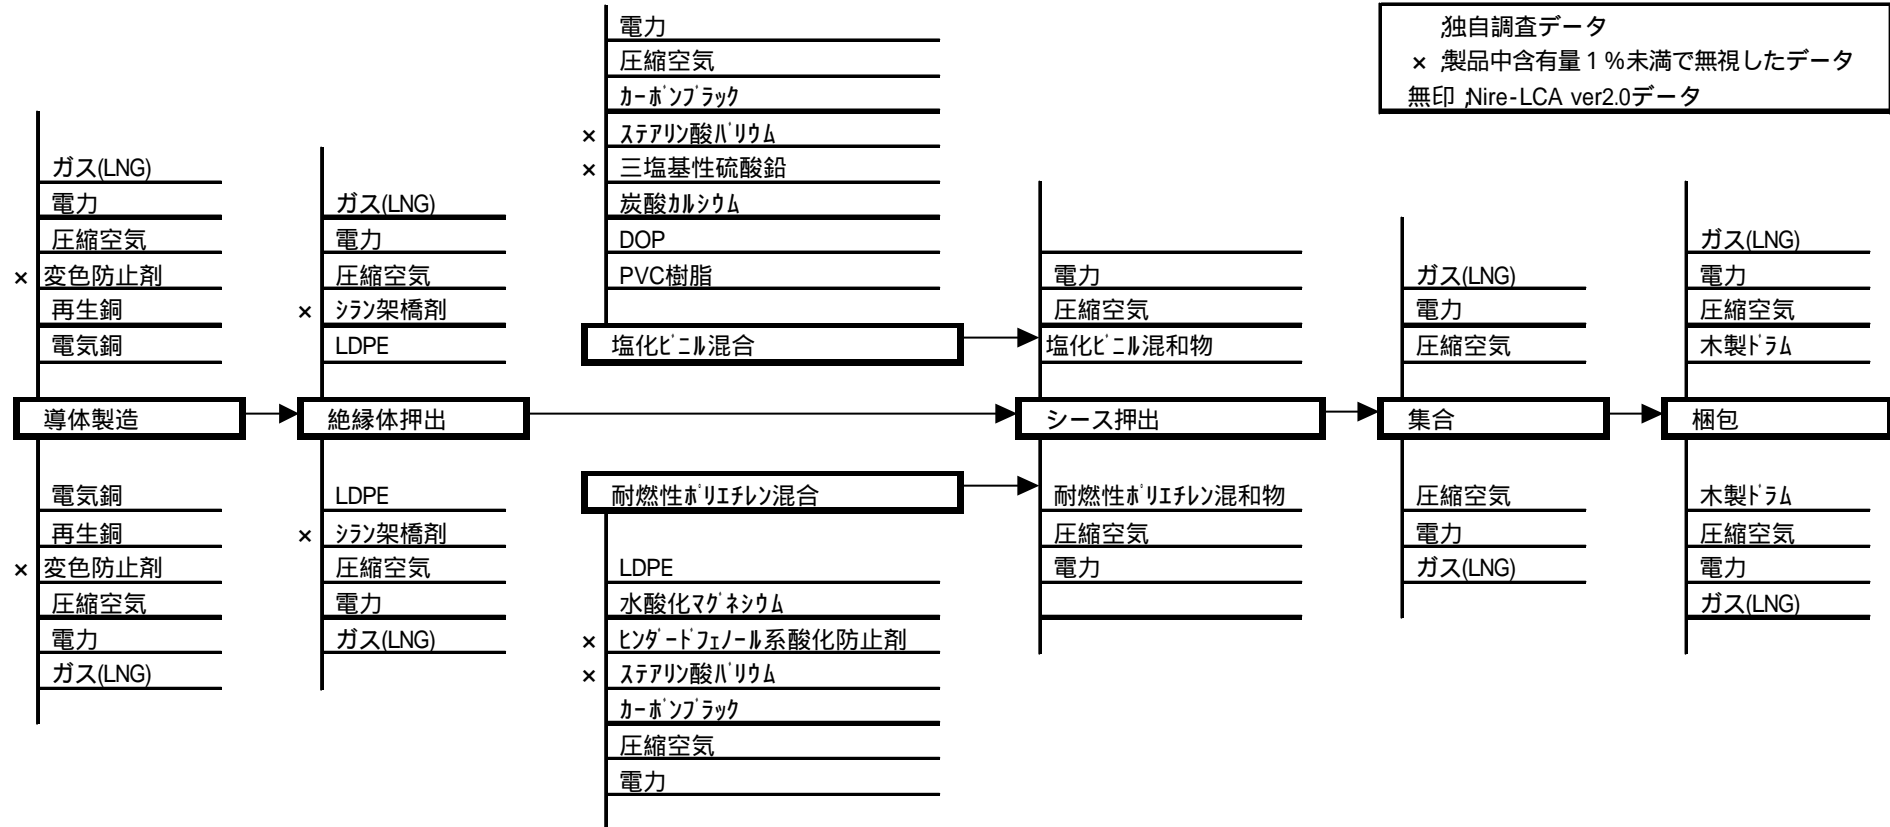 ;独自調査データ
× ;製品中含有量1%未満で無視したデータ
無印 ;Nire-LCA ver2.0データ
ガス(LNG)
電力
圧縮空気
× 変色防止剤
再生銅
電気銅
導体製造
電気銅
再生銅
× 変色防止剤
圧縮空気
電力
ガス(LNG)
ガス(LNG)
電力
圧縮空気
× シラン架橋剤
LDPE
絶縁体押出
LDPE
× シラン架橋剤
圧縮空気
電力
ガス(LNG)
電力
圧縮空気
カーボンブラック
× ステアリン酸バリウム
× 三塩基性硫酸鉛
炭酸カルシウム
DOP
PVC樹脂
塩化ビニル混合
耐燃性ポリエチレン混合
LDPE
水酸化マグネシウム
× ヒンダードフェノール系酸化防止剤
× ステアリン酸バリウム
カーボンブラック
圧縮空気
電力
電力
圧縮空気
塩化ビニル混和物
シース押出
耐燃性ポリエチレン混和物
圧縮空気
電力
ガス(LNG)
電力
圧縮空気
集合
圧縮空気
電力
ガス(LNG)
ガス(LNG)
電力
圧縮空気
木製ドラム
梱包
木製ドラム
圧縮空気
電力
ガス(LNG)